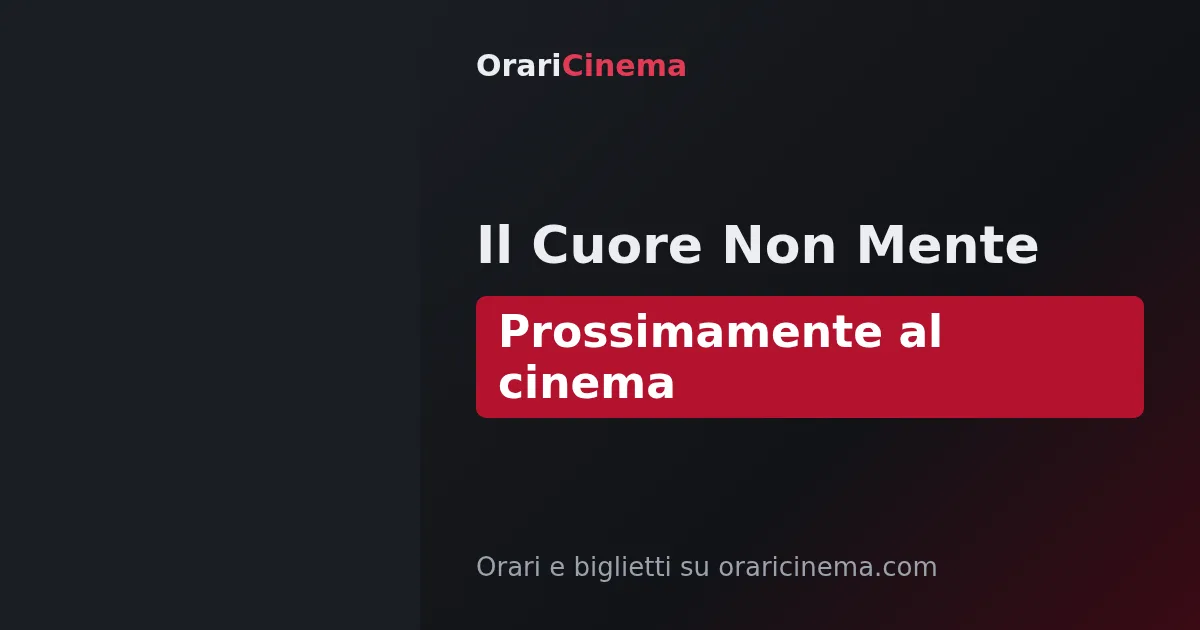 OrariCinema
Il Cuore Non Mente
Prossimamente al
cinema
Orari e biglietti su oraricinema.com